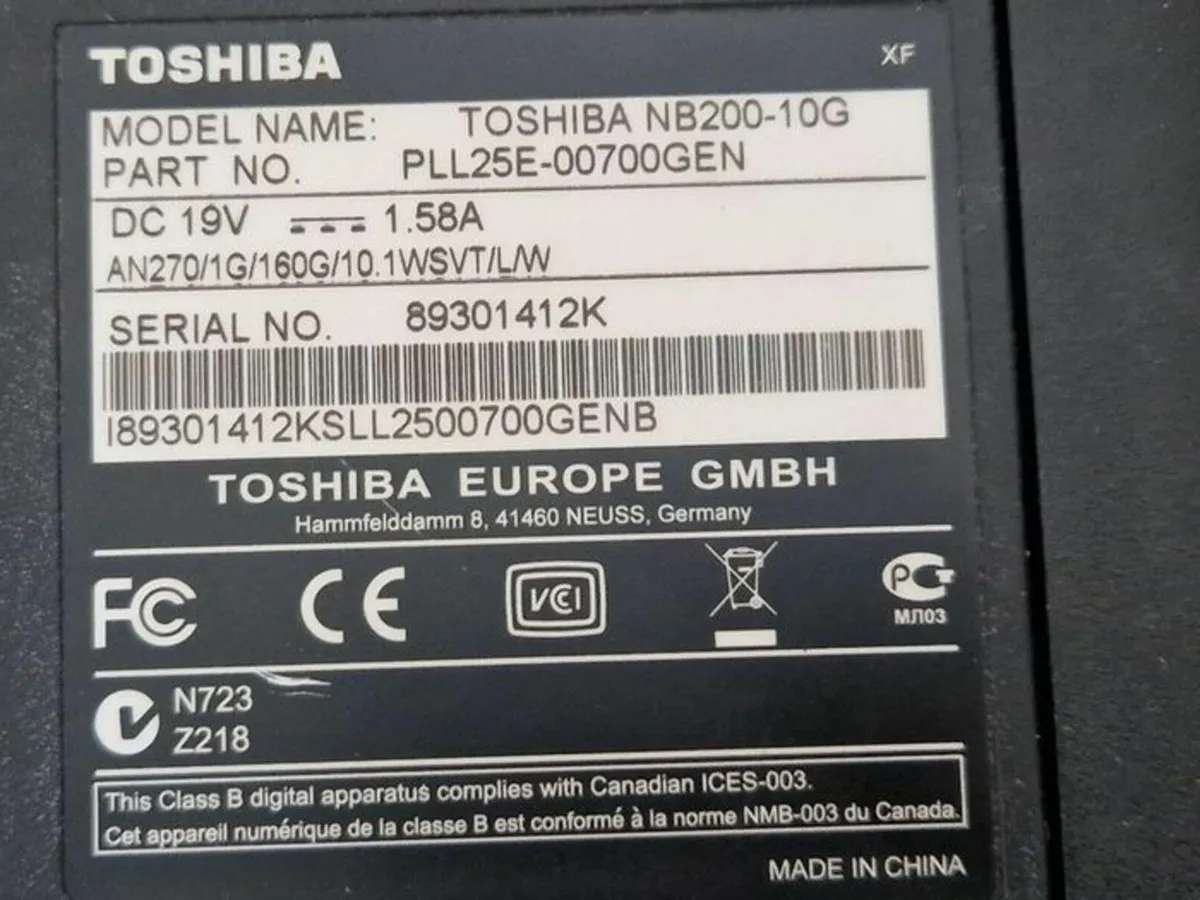 TOSHIBA XF
MODEL NAME: TOSHIBA NB200-10G
PART NO. PLL25E-00700GEN
DC 19V 1.58A
AN270/1G/160G/10.1WSVT/L/W
SERIAL NO. 89301412K
I89301412KSLL2500700GENB
TOSHIBA EUROPE GMBH
Hammfelddamm 8, 41460 NEUSS, Germany
FC CE VCI PCT
МЛ03
N723
Z218
This Class B digital apparatus complies with Canadian ICES-003.
Cet appareil numérique de la classe B est conformé à la norme NMB-003 du Canada.
MADE IN CHINA